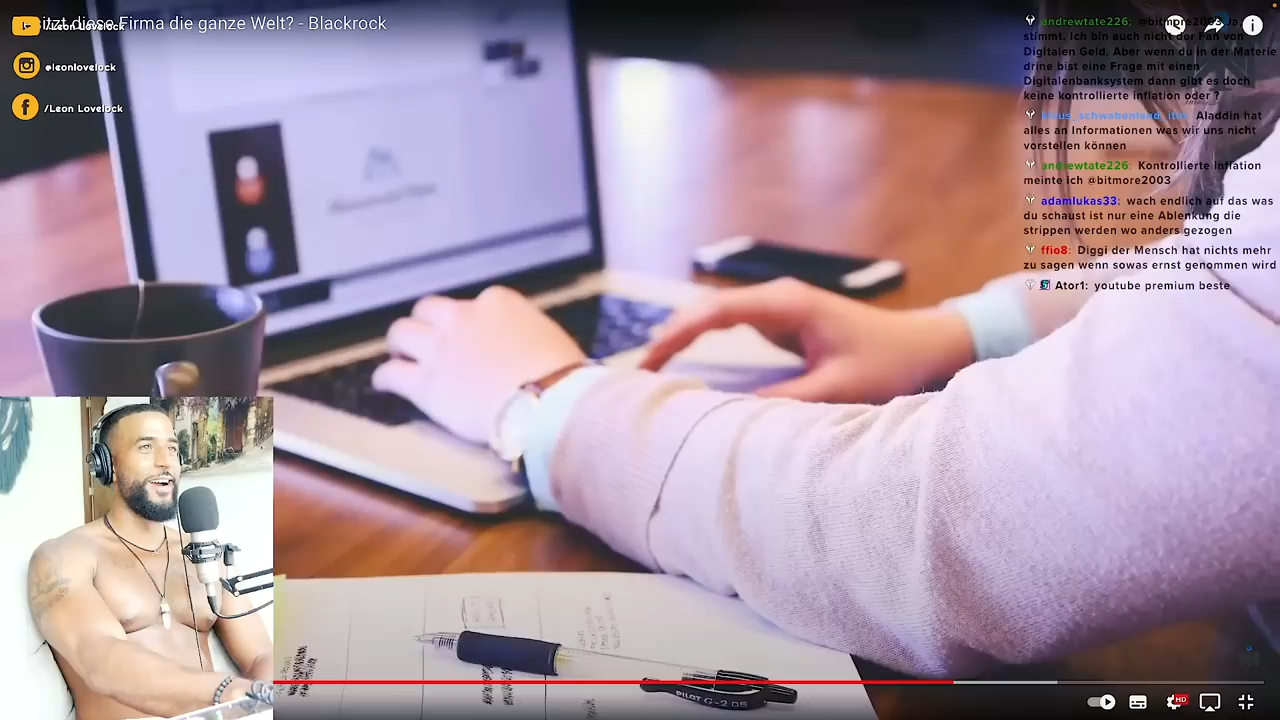 sitzt diese Firma die ganze Welt? - Blackrock
/Leon Lovelock
@leonlovelock
/Leon Lovelock
andrewtate226: @bitmore2003 Ja
stimmt. Ich bin auch nicht der Fan von
Digitalen Geld. Aber wenn du in der Materie
drine bist eine Frage mit einen
Digitalenbanksystem dann gibt es doch
keine kontrollierte inflation oder ?
Aladdin hat
alles an Informationen was wir uns nicht
vorstellen können
andrewtate226: Kontrollierte Inflation
meinte ich @bitmore2003
adamlukas33: wach endlich auf das was
du schaust ist nur eine Ablenkung die
strippen werden wo anders gezogen
ffio8: Diggi der Mensch hat nichts mehr
zu sagen wenn sowas ernst genommen wird
Ator1: youtube premium beste
PILOT G-2 05
HD